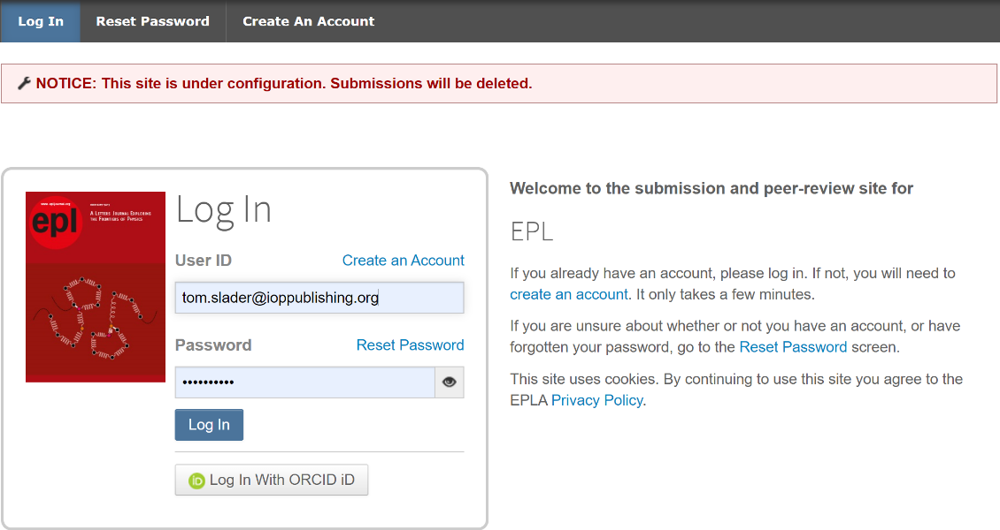 Log In
Reset Password
Create An Account
NOTICE: This site is under configuration. Submissions will be deleted.
www.epljournal.org
epl
A Letters Journal Exploring
the Frontiers of Physics
Log In
User ID
Create an Account
tom.slader@ioppublishing.org
Password
Reset Password
••••••••••
Log In
iD Log In With ORCID iD
Welcome to the submission and peer-review site for
EPL
If you already have an account, please log in. If not, you will need to
create an account. It only takes a few minutes.
If you are unsure about whether or not you have an account, or have
forgotten your password, go to the Reset Password screen.
This site uses cookies. By continuing to use this site you agree to the
EPLA Privacy Policy.